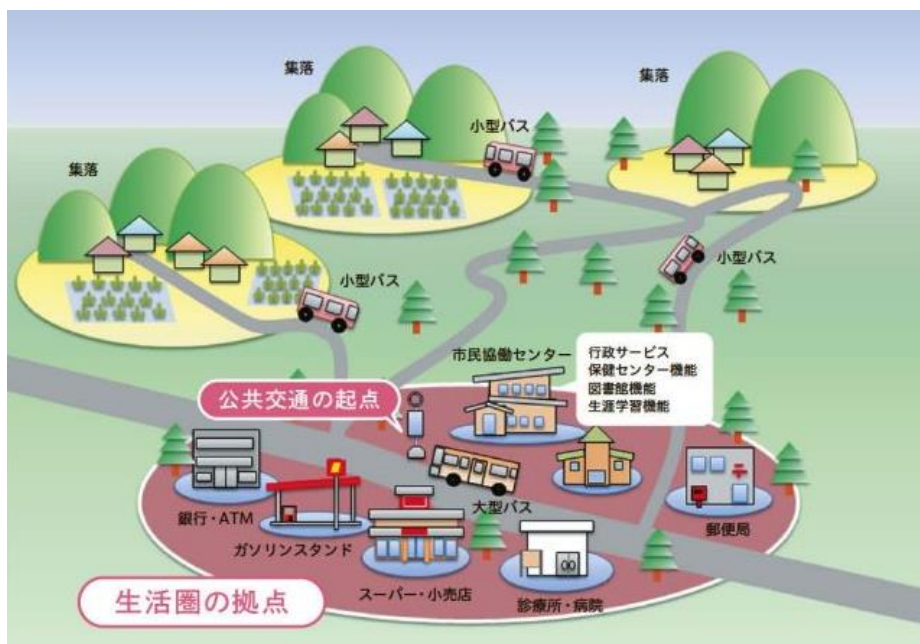 集落
集落
小型バス
集落
小型バス
小型バス
市民協働センター
行政サービス
保健センター機能
図書館機能
生涯学習機能
公共交通の起点
大型バス
銀行・ATM
郵便局
ガソリンスタンド
スーパー・小売店
診療所・病院
生活圏の拠点